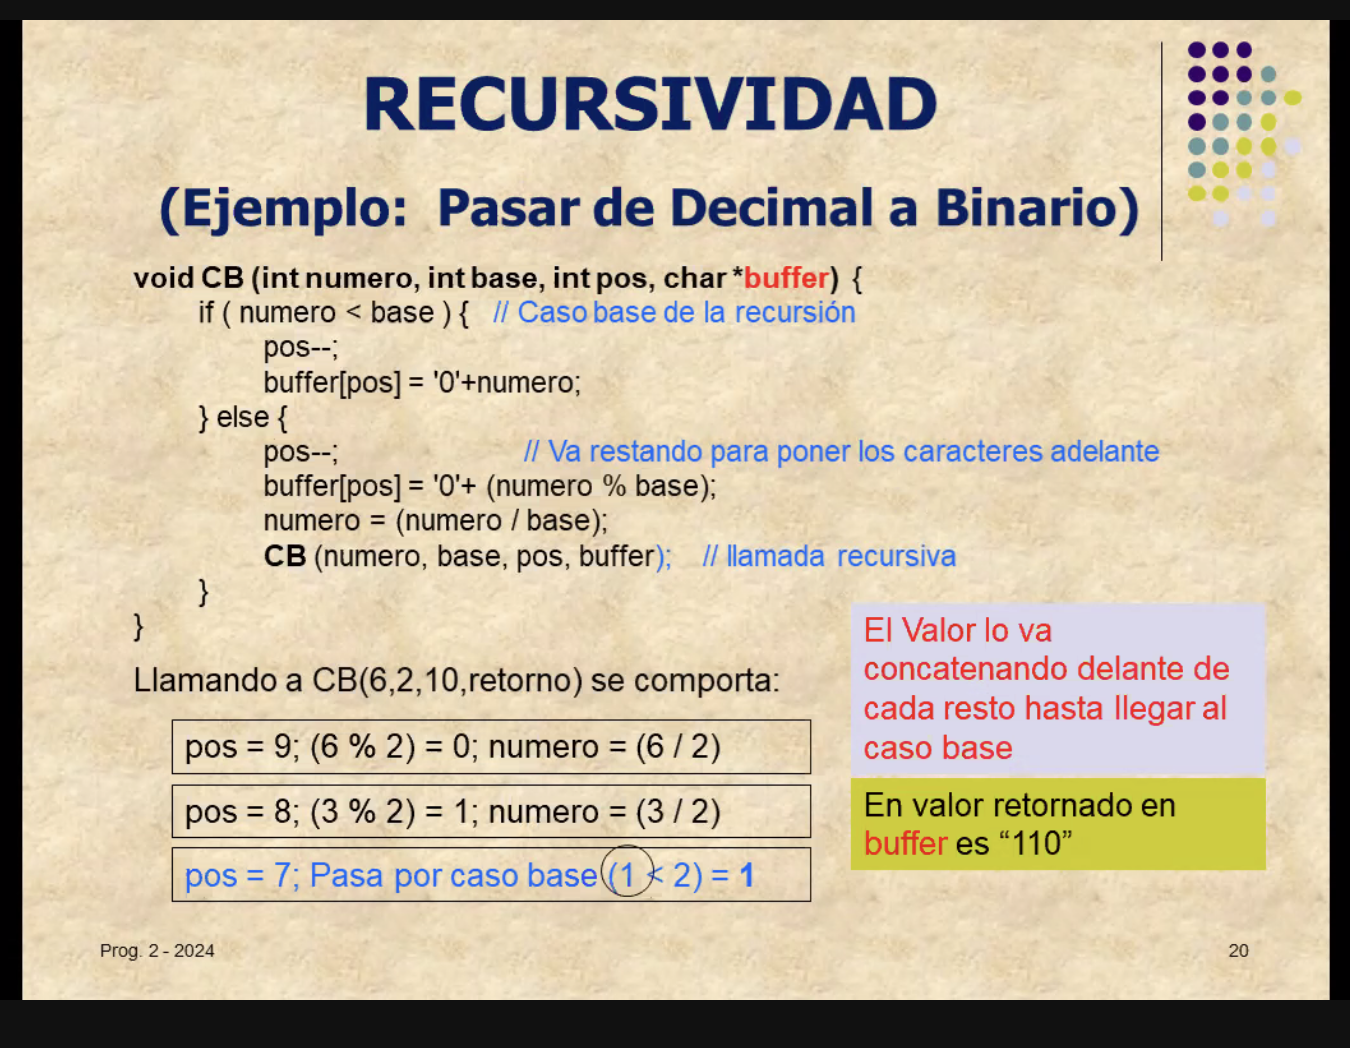 RECURSIVIDAD
(Ejemplo: Pasar de Decimal a Binario)
void CB (int numero, int base, int pos, char *buffer) {
if ( numero < base ) { // Caso base de la recursión
pos--;
buffer[pos] = '0'+numero;
} else {
pos--; // Va restando para poner los caracteres adelante
buffer[pos] = '0'+ (numero % base);
numero = (numero / base);
CB (numero, base, pos, buffer); // llamada recursiva
}
}
Llamando a CB(6,2,10,retorno) se comporta:
pos = 9; (6 % 2) = 0; numero = (6 / 2)
pos = 8; (3 % 2) = 1; numero = (3 / 2)
pos = 7; Pasa por caso base (1 < 2) = 1
El Valor lo va
concatenando delante de
cada resto hasta llegar al
caso base
En valor retornado en
buffer es “110”
Prog. 2 - 2024
20